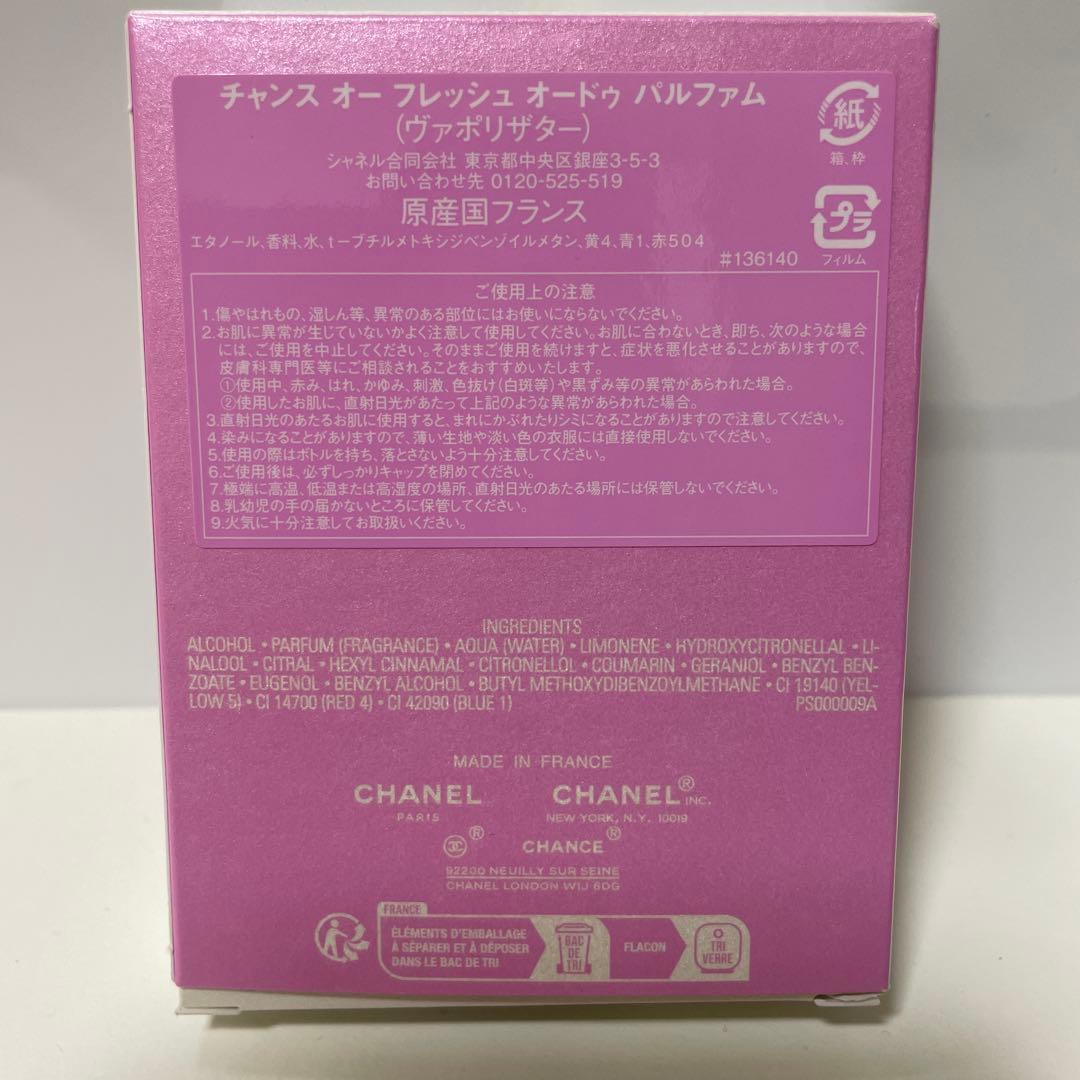 チャンス オー フレッシュ オードゥ パルファム
(ヴァポリザター)
シャネル合同会社 東京都中央区銀座3-5-3
お問い合わせ先 0120-525-519
原産国フランス
エタノール、香料、水、t－ブチルメトキシジベンゾイルメタン、黄4、青1、赤504
#136140
紙
箱、枠
プラ
フィルム
ご使用上の注意
1.傷やはれもの、湿しん等、異常のある部位にはお使いにならないでください。
2.お肌に異常が生じていないかよく注意して使用してください。お肌に合わないとき、即ち、次のような場合
には、ご使用を中止してください。そのままご使用を続けますと、症状を悪化させることがありますので、
皮膚科専門医等にご相談されることをおすすめいたします。
①使用中、赤み、はれ、かゆみ、刺激、色抜け(白斑等)や黒ずみ等の異常があらわれた場合。
②使用したお肌に、直射日光があたって上記のような異常があらわれた場合。
3.直射日光のあたるお肌に使用すると、まれにかぶれたりシミになることがありますので注意してください。
4.染みになることがありますので、薄い生地や淡い色の衣服には直接使用しないでください。
5.使用の際はボトルを持ち、落とさないよう十分注意してください。
6.ご使用後は、必ずしっかりキャップを閉めてください。
7.極端に高温、低温または高湿度の場所、直射日光のあたる場所には保管しないでください。
8.乳幼児の手の届かないところに保管してください。
9.火気に十分注意してお取扱いください。
INGREDIENTS
ALCOHOL • PARFUM (FRAGRANCE) • AQUA (WATER) • LIMONENE • HYDROXYCITRONELLAL • LI-
NALOOL • CITRAL • HEXYL CINNAMAL • CITRONELLOL • COUMARIN • GERANIOL • BENZYL BEN-
ZOATE • EUGENOL • BENZYL ALCOHOL • BUTYL METHOXYDIBENZOYLMETHANE • CI 19140 (YEL-
LOW 5) • CI 14700 (RED 4) • CI 42090 (BLUE 1) PS000009A
MADE IN FRANCE
CHANEL CHANEL® INC.
PARIS NEW YORK, N.Y. 10019
® CHANCE®
92200 NEUILLY SUR SEINE
CHANEL LONDON W1J 6DG
FRANCE
ÉLÉMENTS D'EMBALLAGE
À SÉPARER ET À DÉPOSER
DANS LE BAC DE TRI
BAC
DE
TRI
FLACON
TRI
VERRE